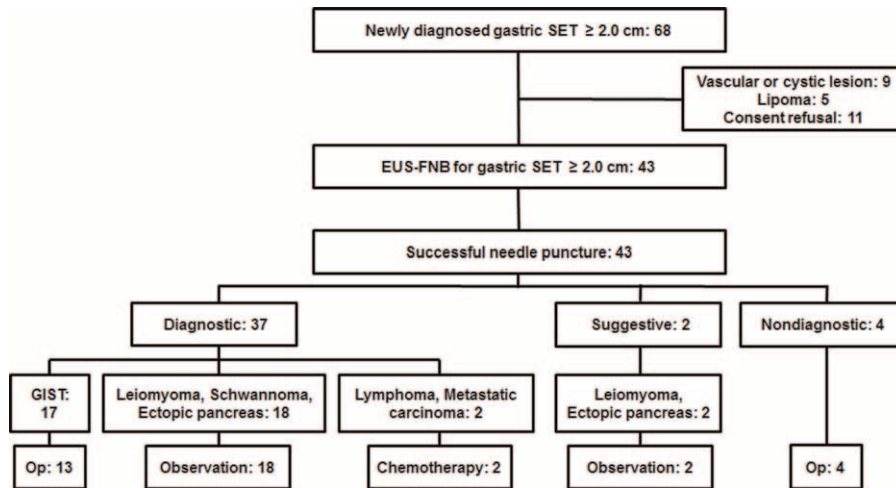 Newly diagnosed gastric SET ≥ 2.0 cm: 68
Vascular or cystic lesion: 9
Lipoma: 5
Consent refusal: 11
EUS-FNB for gastric SET ≥ 2.0 cm: 43
Successful needle puncture: 43
Diagnostic: 37
Suggestive: 2
Nondiagnostic: 4
GIST:
17
Leiomyoma, Schwannoma,
Ectopic pancreas: 18
Lymphoma, Metastatic
carcinoma: 2
Leiomyoma,
Ectopic pancreas: 2
Op: 13
Observation: 18
Chemotherapy: 2
Observation: 2
Op: 4